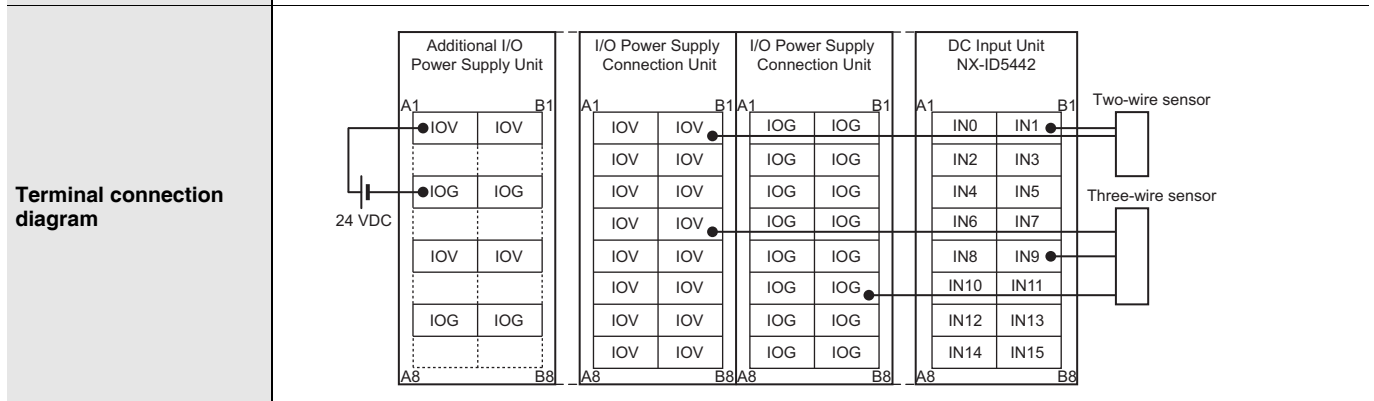 Terminal connection
diagram
Additional I/O
Power Supply Unit
A1 B1
IOV IOV
IOG IOG
IOV IOV
IOG IOG
A8 B8
24 VDC
I/O Power Supply
Connection Unit
A1 B1
IOV IOV
IOV IOV
IOV IOV
IOV IOV
IOV IOV
IOV IOV
IOV IOV
IOV IOV
A8 B8
I/O Power Supply
Connection Unit
A1 B1
IOG IOG
IOG IOG
IOG IOG
IOG IOG
IOG IOG
IOG IOG
IOG IOG
IOG IOG
A8 B8
DC Input Unit
NX-ID5442
A1 B1
IN0 IN1
IN2 IN3
IN4 IN5
IN6 IN7
IN8 IN9
IN10 IN11
IN12 IN13
IN14 IN15
A8 B8
Two-wire sensor
Three-wire sensor